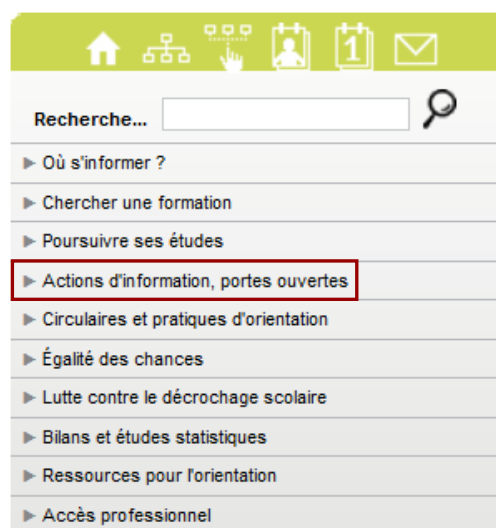 1
Recherche...
Où s'informer ?
Chercher une formation
Poursuivre ses études
Actions d'information, portes ouvertes
Circulaires et pratiques d'orientation
Égalité des chances
Lutte contre le décrochage scolaire
Bilans et études statistiques
Ressources pour l'orientation
Accès professionnel